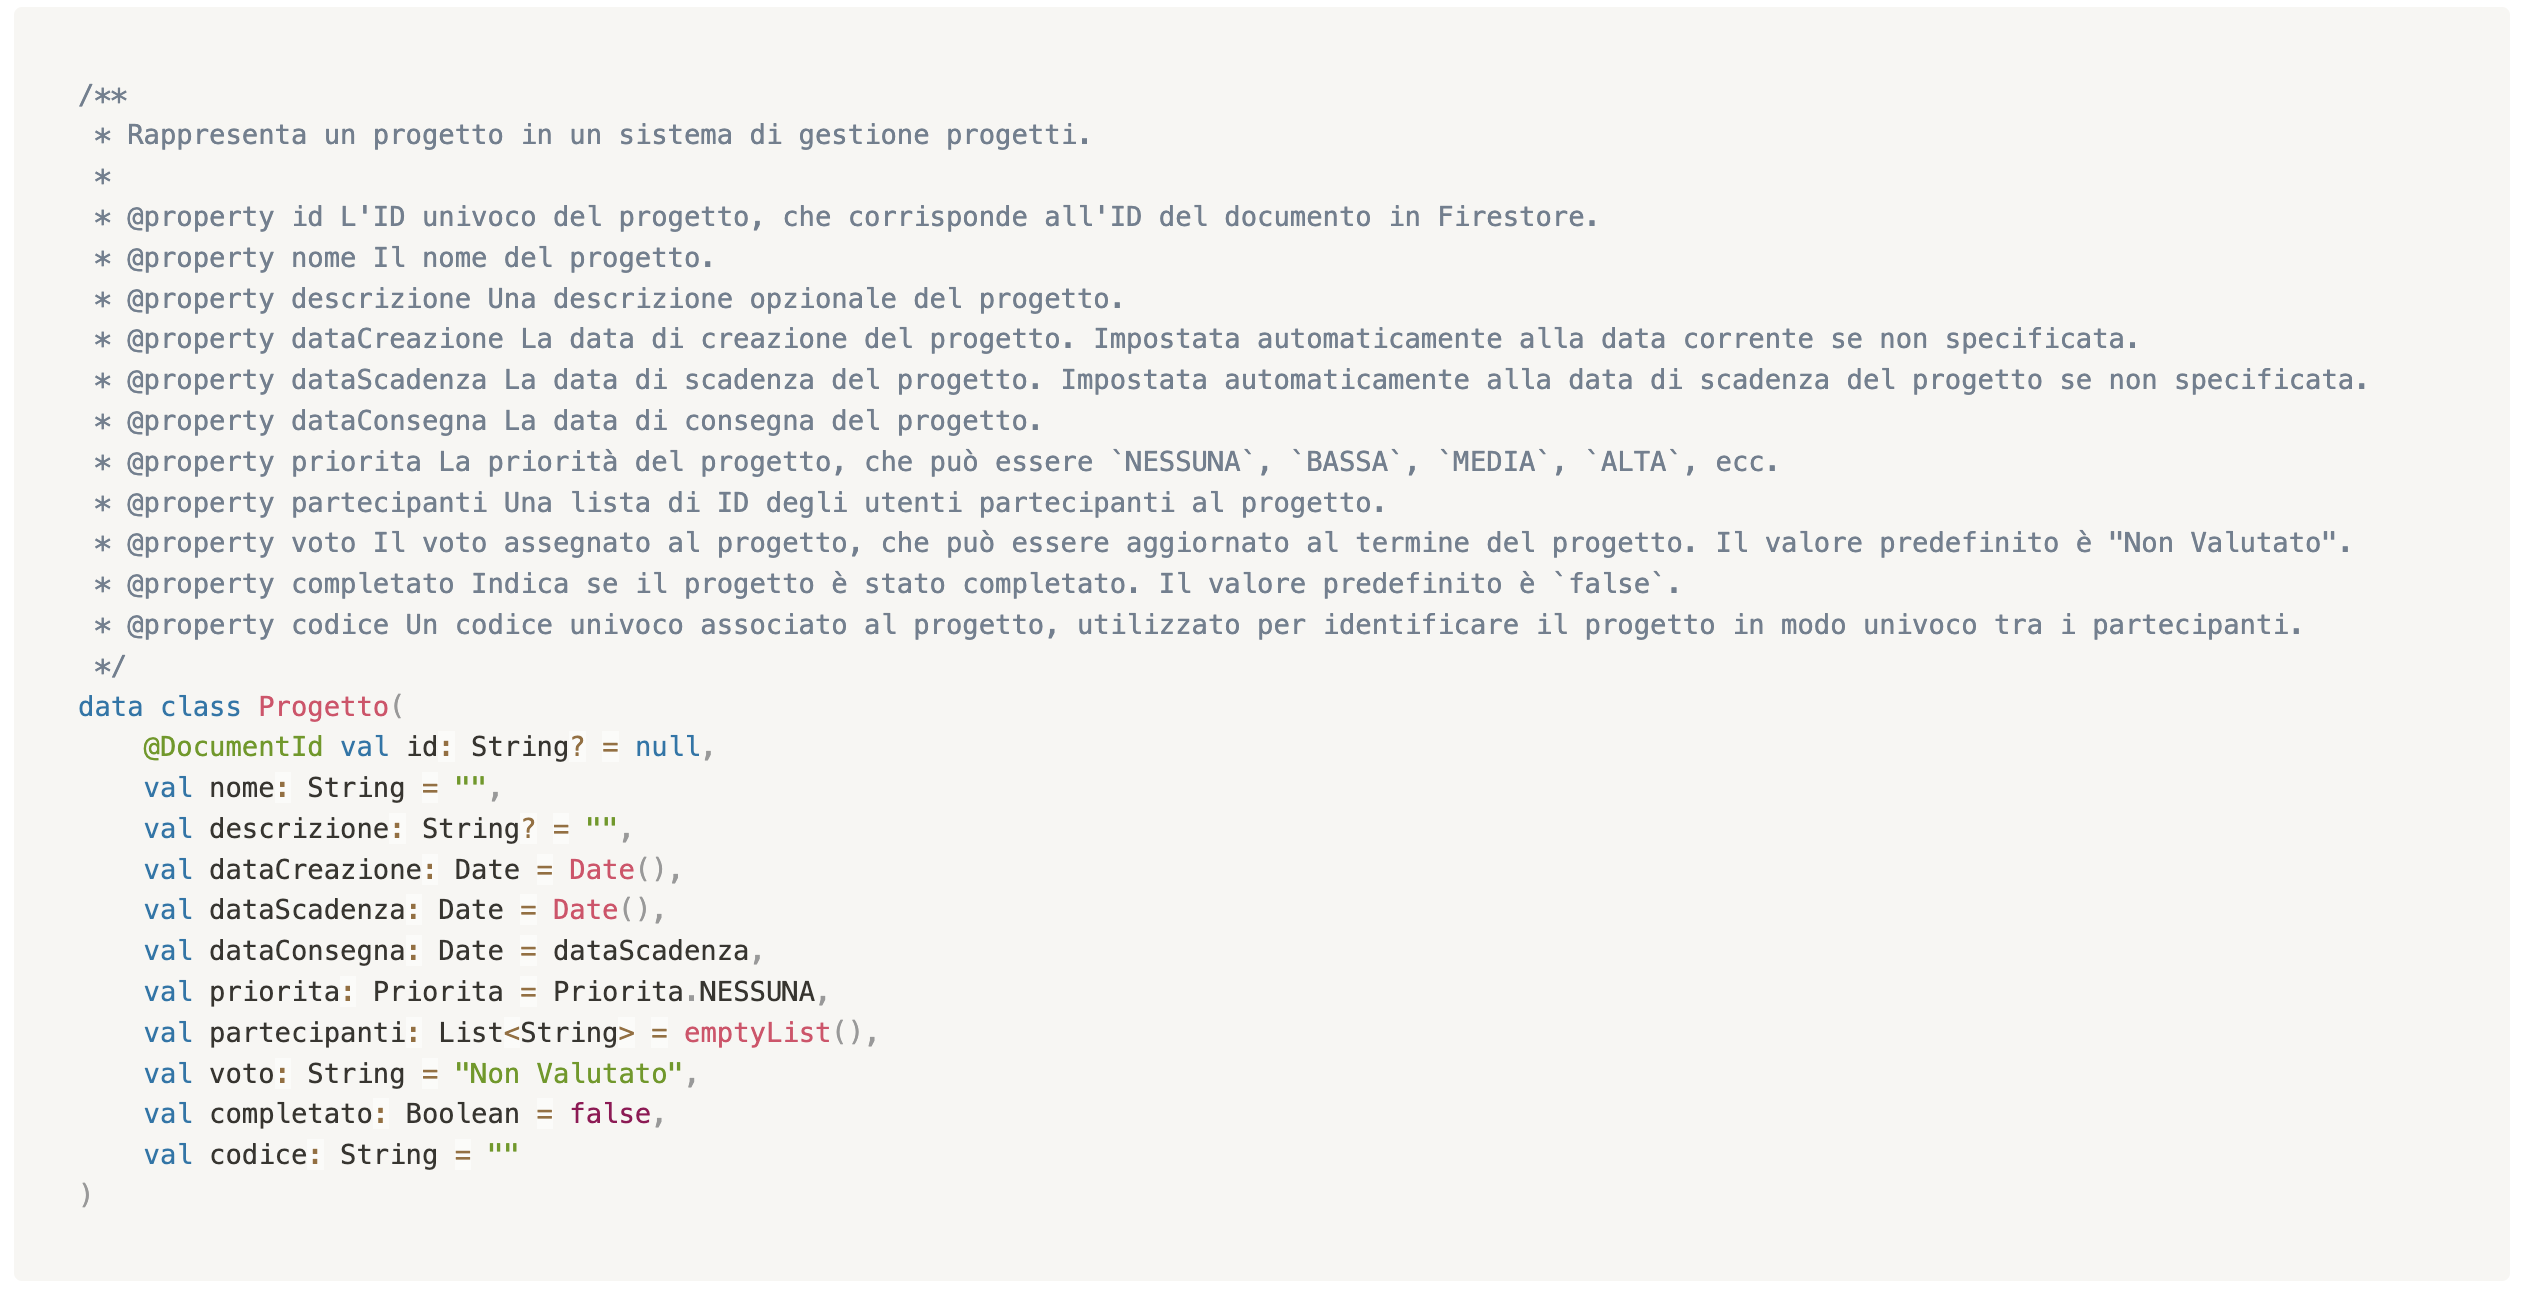 /**
 * Rappresenta un progetto in un sistema di gestione progetti.
 *
 * @property id L'ID univoco del progetto, che corrisponde all'ID del documento in Firestore.
 * @property nome Il nome del progetto.
 * @property descrizione Una descrizione opzionale del progetto.
 * @property dataCreazione La data di creazione del progetto. Impostata automaticamente alla data corrente se non specificata.
 * @property dataScadenza La data di scadenza del progetto. Impostata automaticamente alla data di scadenza del progetto se non specificata.
 * @property dataConsegna La data di consegna del progetto.
 * @property priorita La priorità del progetto, che può essere `NESSUNA`, `BASSA`, `MEDIA`, `ALTA`, ecc.
 * @property partecipanti Una lista di ID degli utenti partecipanti al progetto.
 * @property voto Il voto assegnato al progetto, che può essere aggiornato al termine del progetto. Il valore predefinito è "Non Valutato".
 * @property completato Indica se il progetto è stato completato. Il valore predefinito è `false`.
 * @property codice Un codice univoco associato al progetto, utilizzato per identificare il progetto in modo univoco tra i partecipanti.
 */
data class Progetto(
    @DocumentId val id: String? = null,
    val nome: String = "",
    val descrizione: String? = "",
    val dataCreazione: Date = Date(),
    val dataScadenza: Date = Date(),
    val dataConsegna: Date = dataScadenza,
    val priorita: Priorita = Priorita.NESSUNA,
    val partecipanti: List<String> = emptyList(),
    val voto: String = "Non Valutato",
    val completato: Boolean = false,
    val codice: String = ""
)